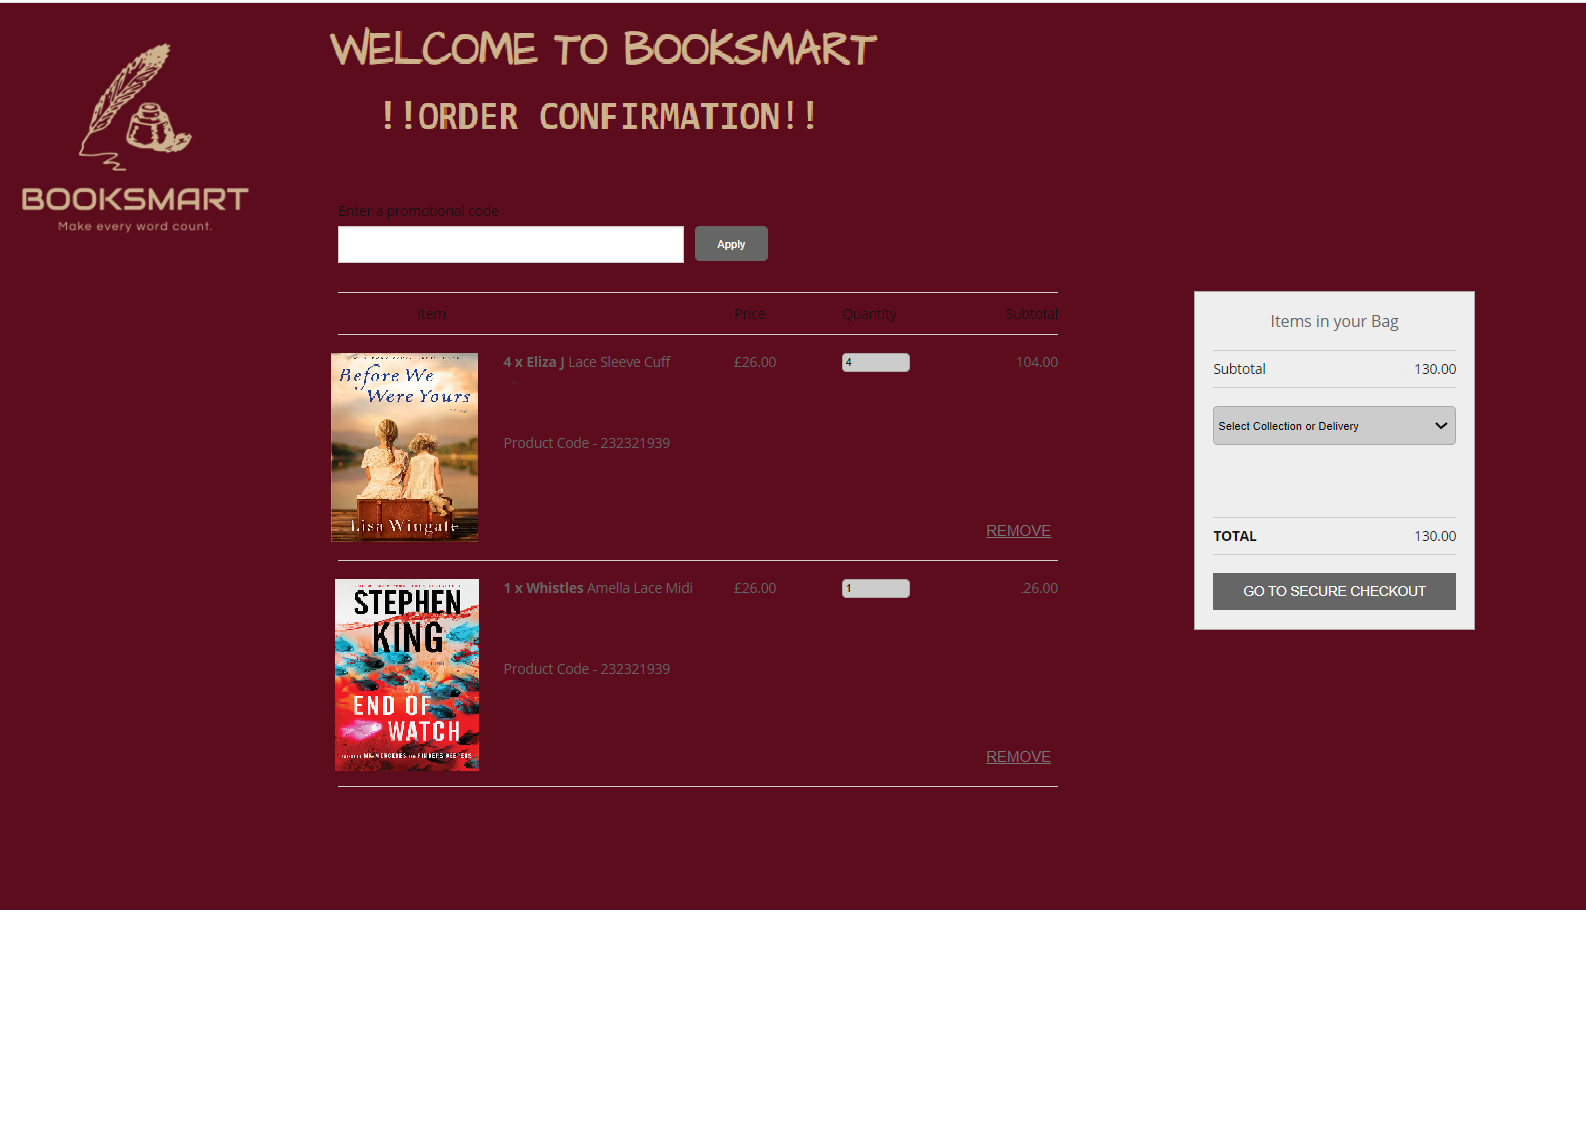 WELCOME TO BOOKSMART
!!ORDER CONFIRMATION!!
BOOKSMART
Make every word count.
Enter a promotional code
Apply
Item Price Quantity Subtotal
4 x Eliza J Lace Sleeve Cuff £26.00 4 104.00
Before We
Were Yours
Product Code - 232321939
Lisa Wingate
REMOVE
1 x Whistles Amella Lace Midi £26.00 1 .26.00
STEPHEN
KING
Product Code - 232321939
END OF
WATCH
REMOVE
Items in your Bag
Subtotal 130.00
Select Collection or Delivery
TOTAL 130.00
GO TO SECURE CHECKOUT